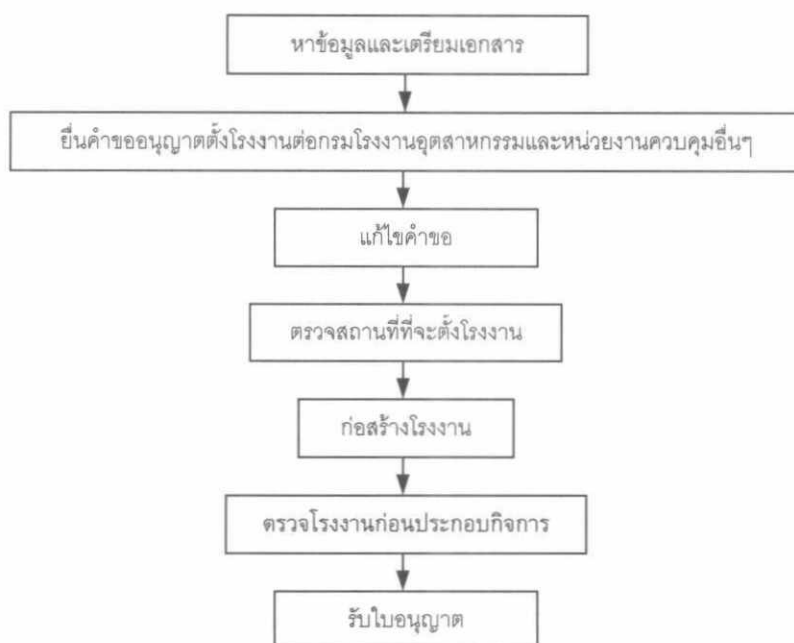 หาข้อมูลและเตรียมเอกสาร
ยื่นคำขออนุญาตตั้งโรงงานต่อกรมโรงงานอุตสาหกรรมและหน่วยงานควบคุมอื่นๆ
แก้ไขคำขอ
ตรวจสถานที่ที่จะตั้งโรงงาน
ก่อสร้างโรงงาน
ตรวจโรงงานก่อนประกอบกิจการ
รับใบอนุญาต